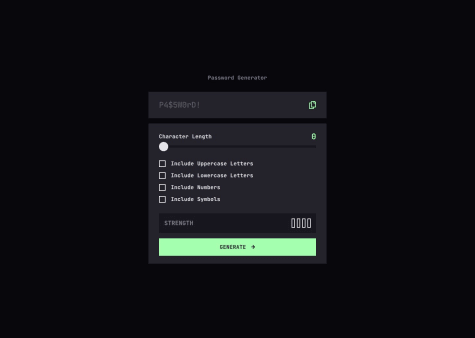 Password Generator
P4$5W0rD!
Character Length
0
Include Uppercase Letters
Include Lowercase Letters
Include Numbers
Include Symbols
STRENGTH
GENERATE →